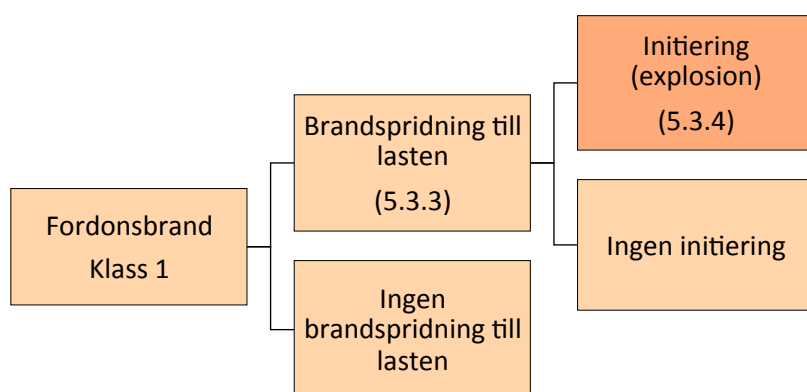 Fordonsbrand
Klass 1
Brandspridning till
lasten
(5.3.3)
Ingen
brandspridning till
lasten
Initiering
(explosion)
(5.3.4)
Ingen initiering